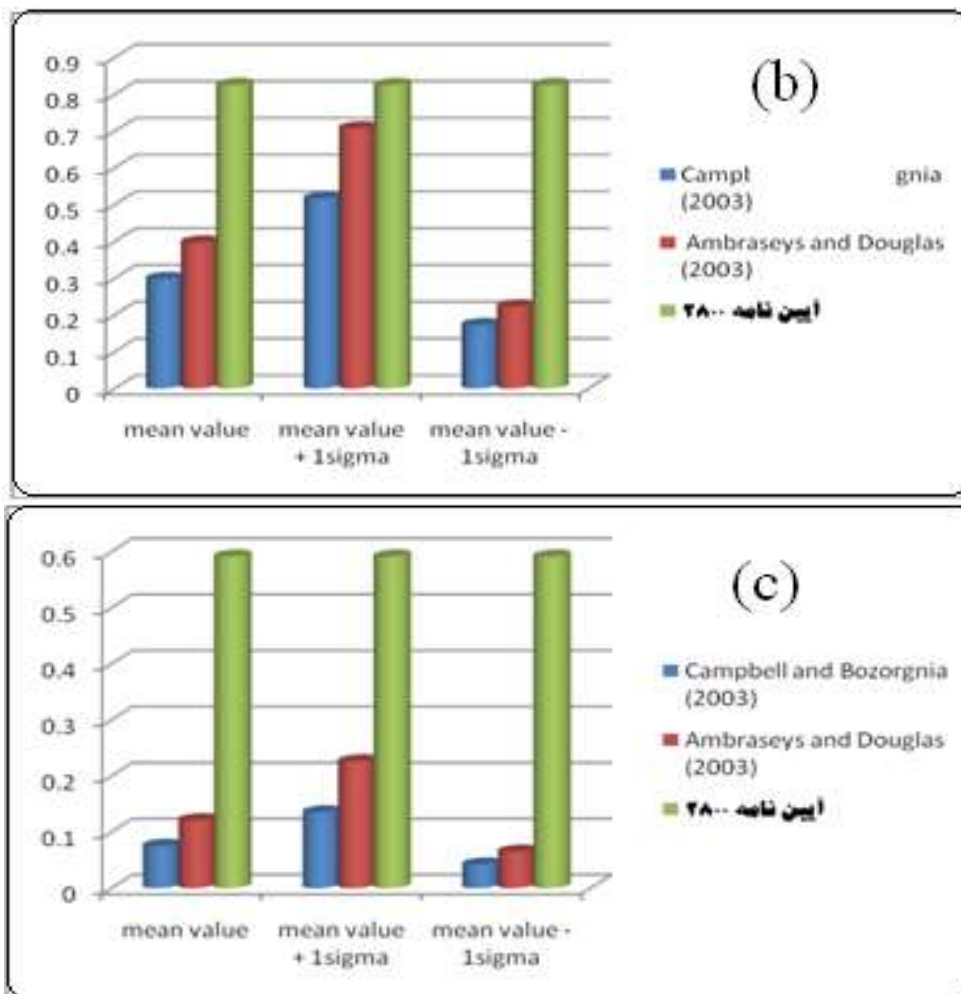 (b)
0.9
0.8
0.7
0.6
0.5
0.4
0.3
0.2
0.1
0
mean value
mean value
+ 1sigma
mean value -
1sigma
gnia
(2003)
Ambraseys and Douglas
(2003)
آیین نامه ۲۸۰۰
(c)
0.6
0.5
0.4
0.3
0.2
0.1
0
mean value
mean value
+ 1sigma
mean value -
1sigma
Campbell and Bozorgnia
(2003)
Ambraseys and Douglas
(2003)
آیین نامه ۲۸۰۰